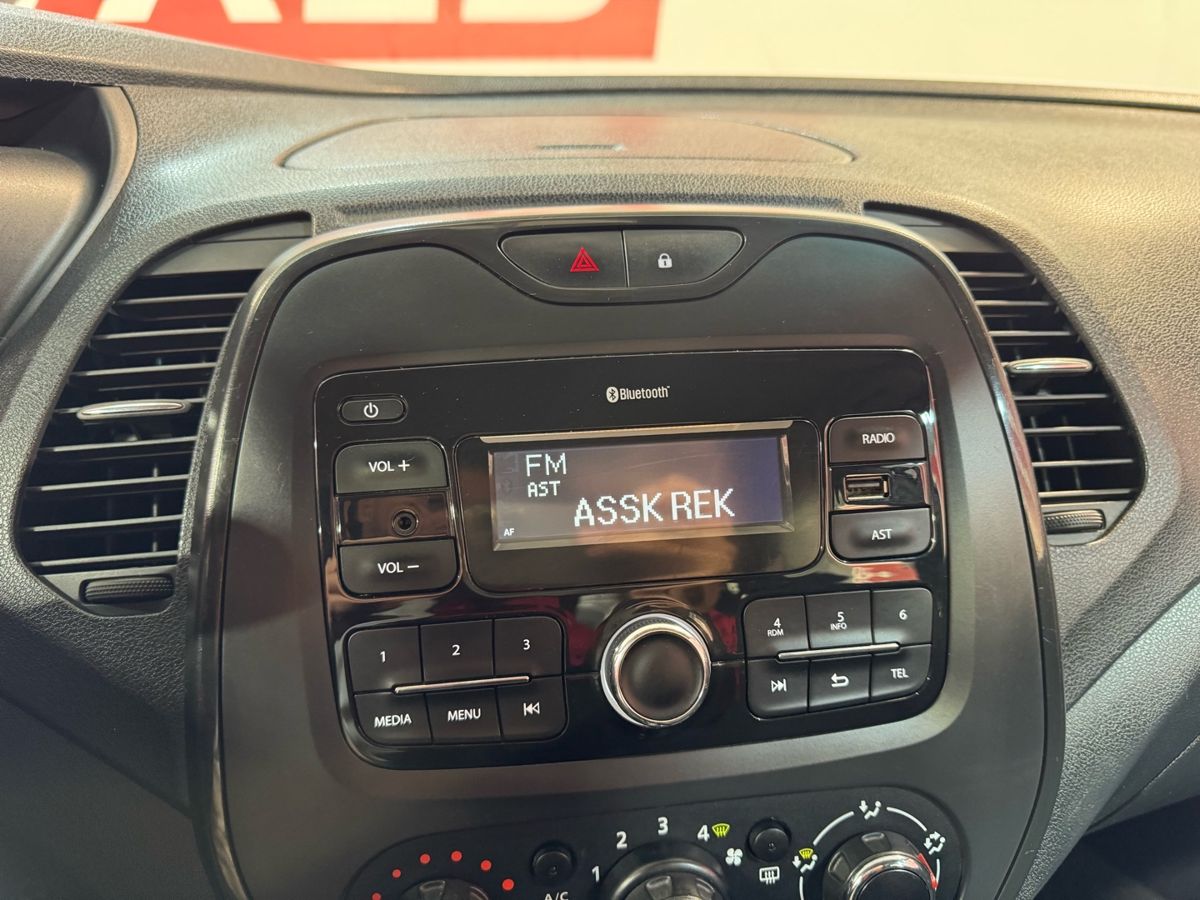 Bluetooth
VOL +
VOL −
FM
AST
AF
ASSK REK
RADIO
AST
1
2
3
MEDIA
MENU
4
RDM
5
INFO
6
TEL
1
2
3
4
A/C